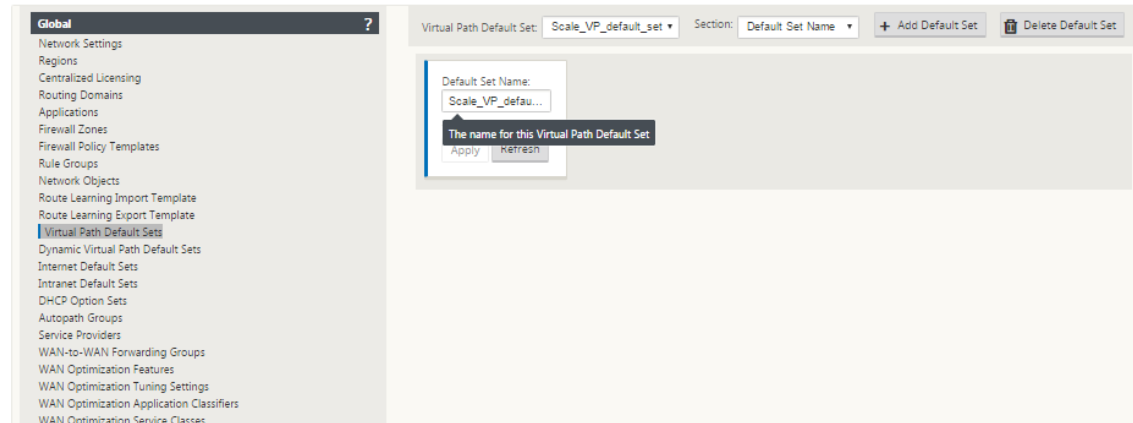 Global ?
Network Settings
Regions
Centralized Licensing
Routing Domains
Applications
Firewall Zones
Firewall Policy Templates
Rule Groups
Network Objects
Route Learning Import Template
Route Learning Export Template
Virtual Path Default Sets
Dynamic Virtual Path Default Sets
Internet Default Sets
Intranet Default Sets
DHCP Option Sets
Autopath Groups
Service Providers
WAN-to-WAN Forwarding Groups
WAN Optimization Features
WAN Optimization Tuning Settings
WAN Optimization Application Classifiers
WAN Optimization Service Classes
Virtual Path Default Set: Scale_VP_default_set Section: Default Set Name + Add Default Set Delete Default Set
Default Set Name:
Scale_VP_defau...
The name for this Virtual Path Default Set
Apply Refresh